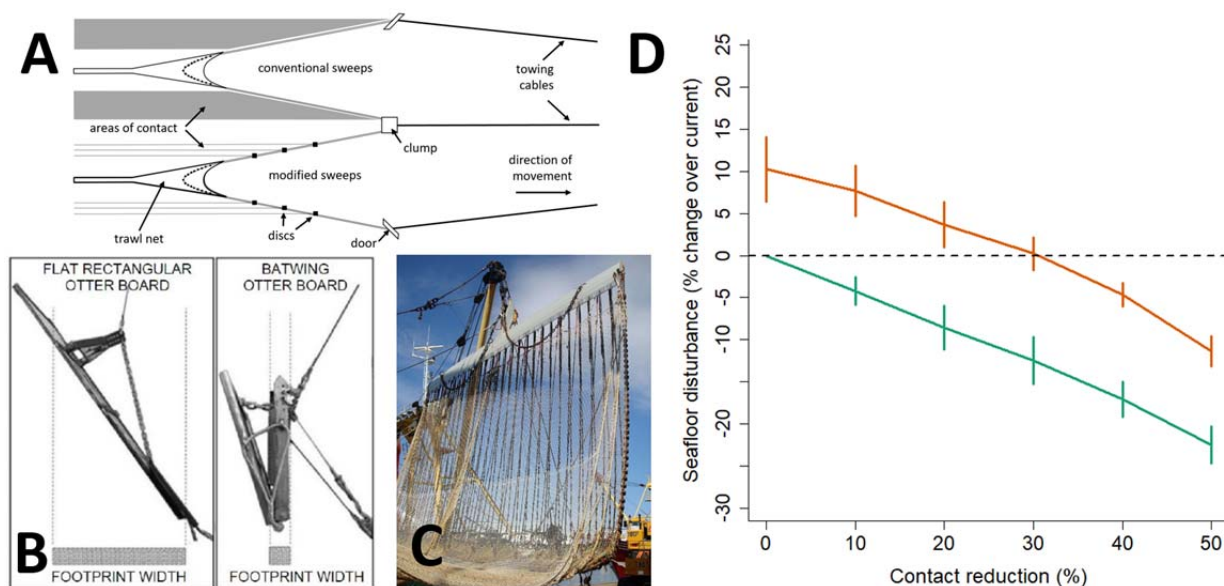 A
conventional sweeps
towing
cables
areas of contact
clump
modified sweeps
direction of
movement
trawl net
discs
door
B
FLAT RECTANGULAR
OTTER BOARD
FOOTPRINT WIDTH
BATWING
OTTER BOARD
FOOTPRINT WIDTH
C
D
Seafloor disturbance (% change over current)
25
20
15
10
5
0
-5
-10
-20
-30
0
10
20
30
40
50
Contact reduction (%)